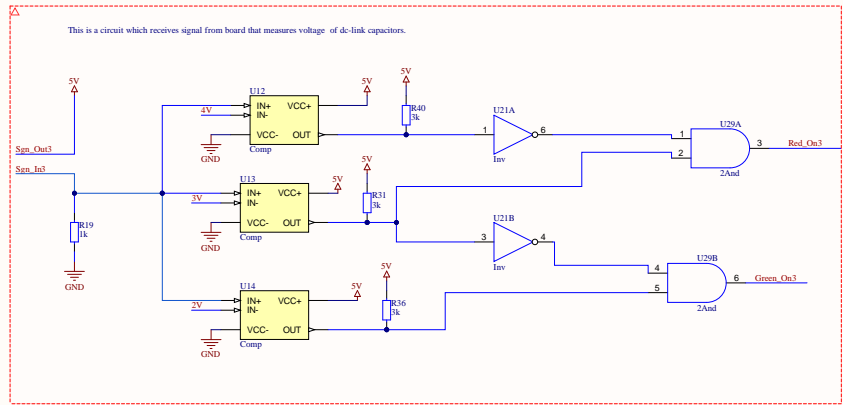 This is a circuit which receives signal from board that measures voltage of dc-link capacitors.
5V
Sgn_Out3
Sgn_In3
R19
1k
GND
U12
4V
IN+
IN-
VCC-
VCC+
OUT
Comp
GND
5V
5V
R40
3k
U21A
1
6
Inv
U29A
1
2
3
2And
Red_On3
U13
3V
IN+
IN-
VCC-
VCC+
OUT
Comp
GND
5V
5V
R31
3k
U21B
3
4
Inv
U29B
4
5
6
2And
Green_On3
U14
2V
IN+
IN-
VCC-
VCC+
OUT
Comp
GND
5V
5V
R36
3k